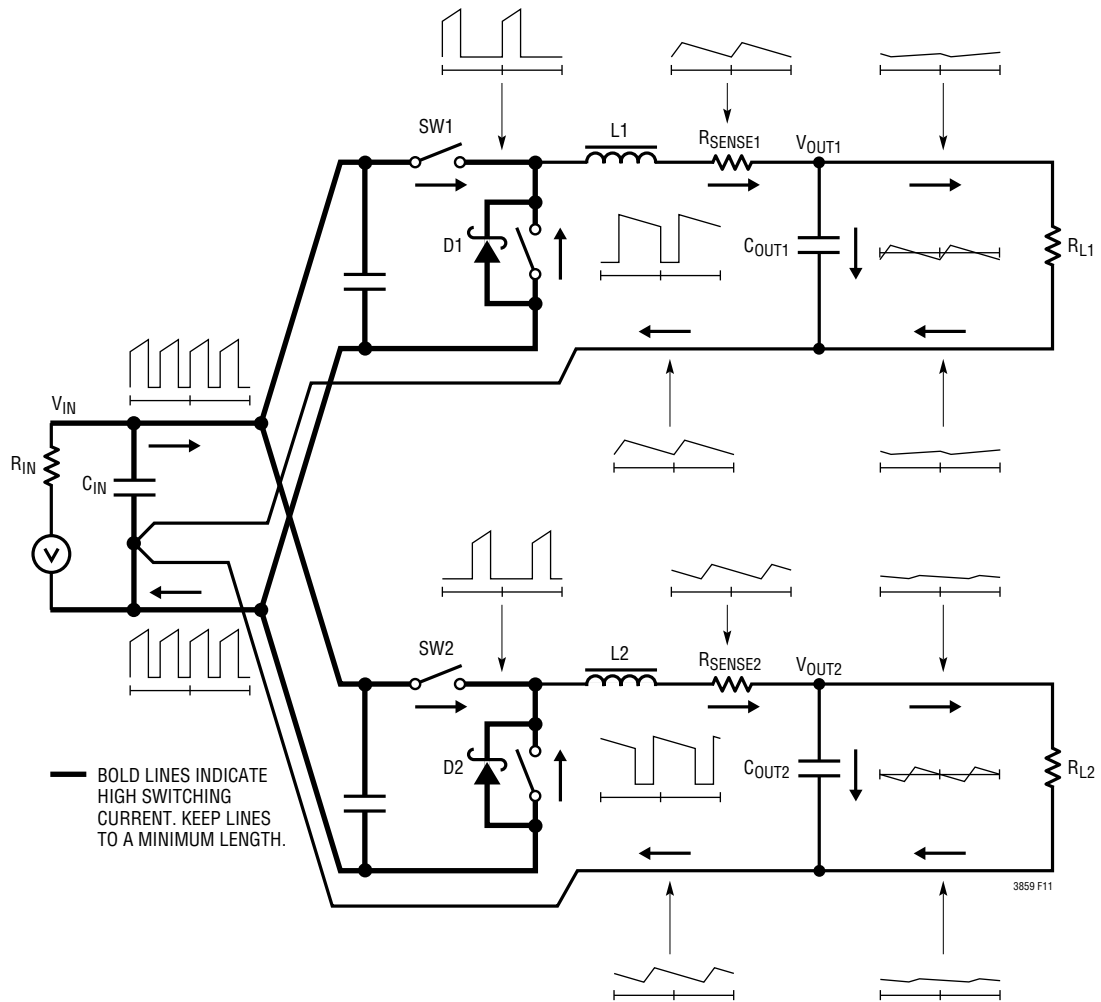 SW1
L1
RSENSE1
VOUT1
D1
COUT1
RL1
VIN
RIN
CIN
V
SW2
L2
RSENSE2
VOUT2
D2
COUT2
RL2
BOLD LINES INDICATE
HIGH SWITCHING
CURRENT. KEEP LINES
TO A MINIMUM LENGTH.
3859 F11